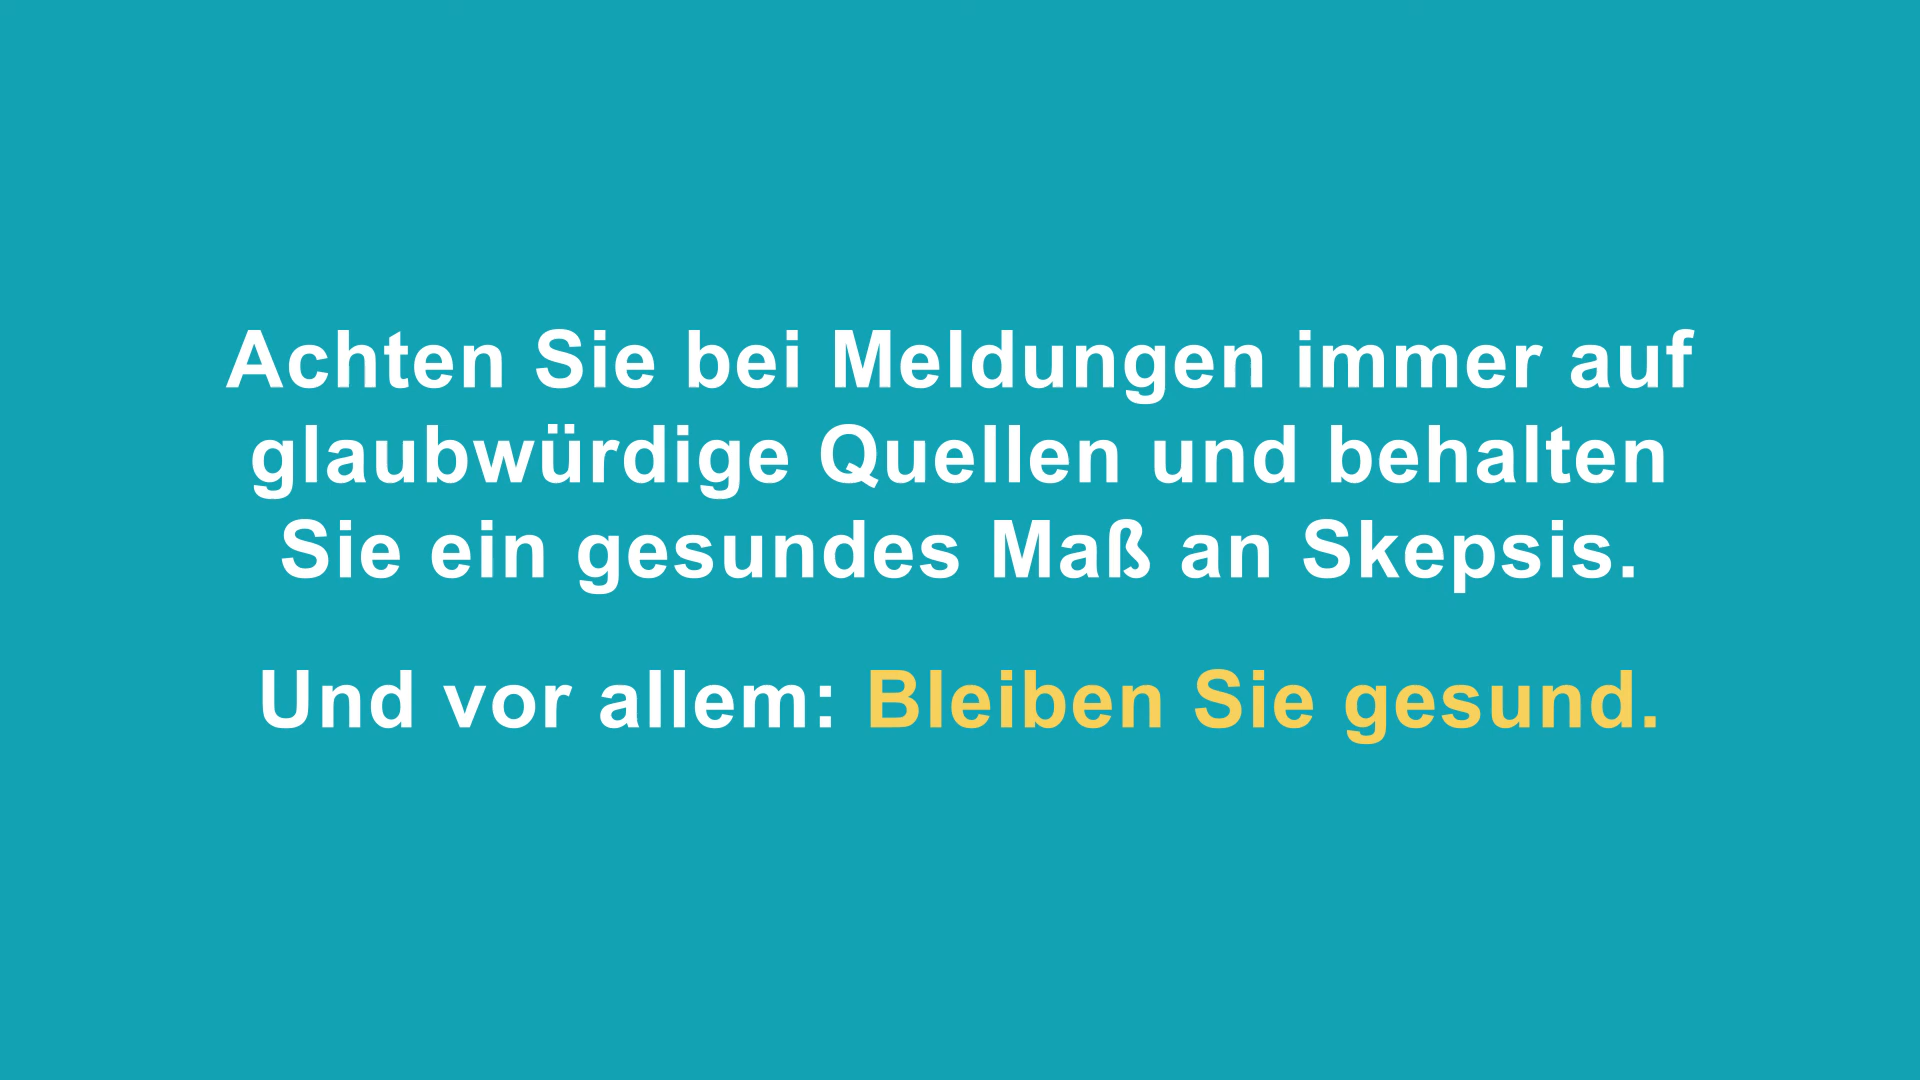 Achten Sie bei Meldungen immer auf
glaubwürdige Quellen und behalten
Sie ein gesundes Maß an Skepsis.
Und vor allem: Bleiben Sie gesund.